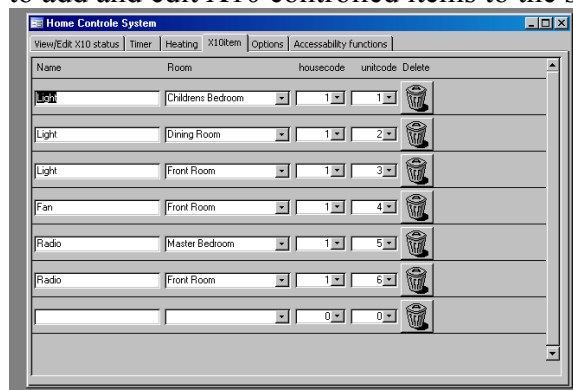 to add and edit X10 controlled items to the s
Home Controle System
View/Edit X10 status Timer Heating X10item Options Accessability functions
Name Room housecode unitcode Delete
Light Childrens Bedroom 1 1
Light Dining Room 1 2
Light Front Room 1 3
Fan Front Room 1 4
Radio Master Bedroom 1 5
Radio Front Room 1 6
0 0